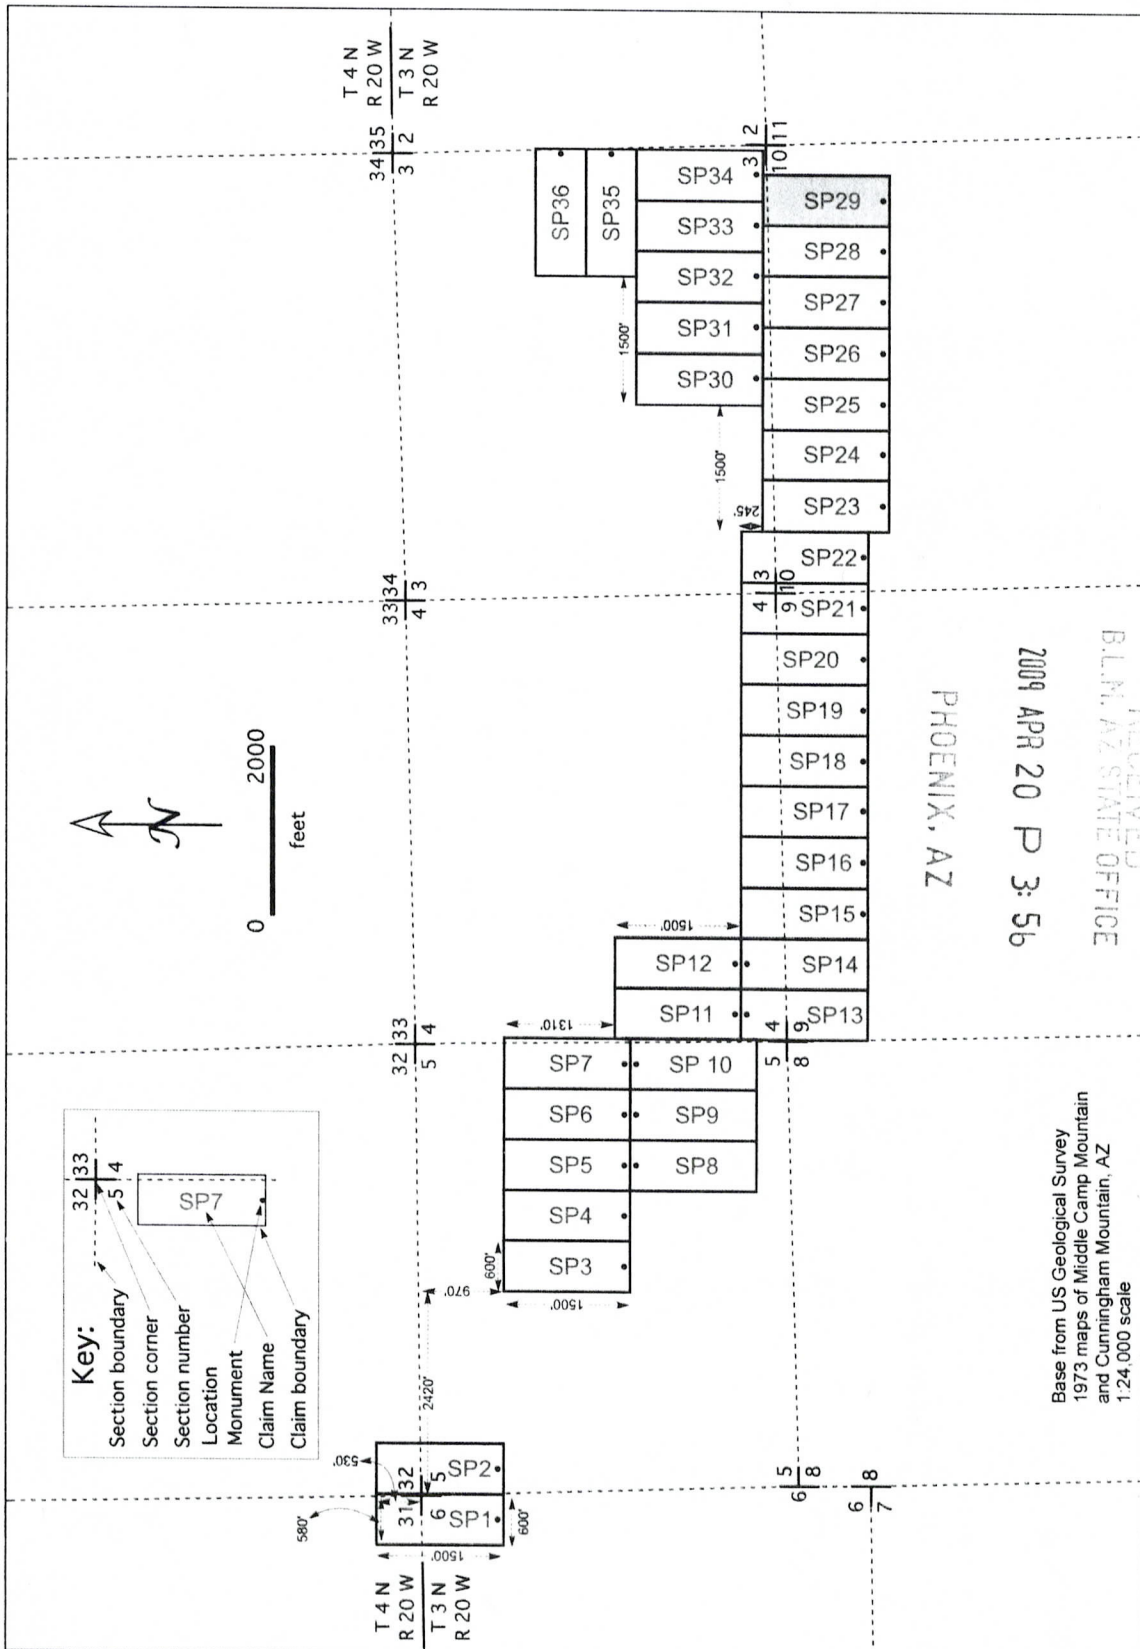 T 4 N
R 20 W
T 3 N
R 20 W
34 35
3 2
33 34
4 3
32 33
5 4
31 32
6 5
T 4 N
R 20 W
T 3 N
R 20 W
N
0 2000
feet
Key:
32 33
5 4
SP7
Section boundary
Section corner
Section number
Location
Monument
Claim Name
Claim boundary
580'
530'
1500'
600'
2420'
970'
600'
1500'
1310'
1500'
245'
1500'
1500'
SP1
SP2
SP3
SP4
SP5
SP6
SP7
SP8
SP9
SP 10
SP11
SP12
SP13
SP14
SP15
SP16
SP17
SP18
SP19
SP20
SP21
SP22
SP23
SP24
SP25
SP26
SP27
SP28
SP29
SP30
SP31
SP32
SP33
SP34
SP35
SP36
3 2
10 11
4 3
9 10
5 4
8 9
5
6 8
6 8
7
RECEIVED
B.L.M. AZ STATE OFFICE
2009 APR 20 P 3:56
PHOENIX, AZ
Base from US Geological Survey
1973 maps of Middle Camp Mountain
and Cunningham Mountain, AZ
1:24,000 scale